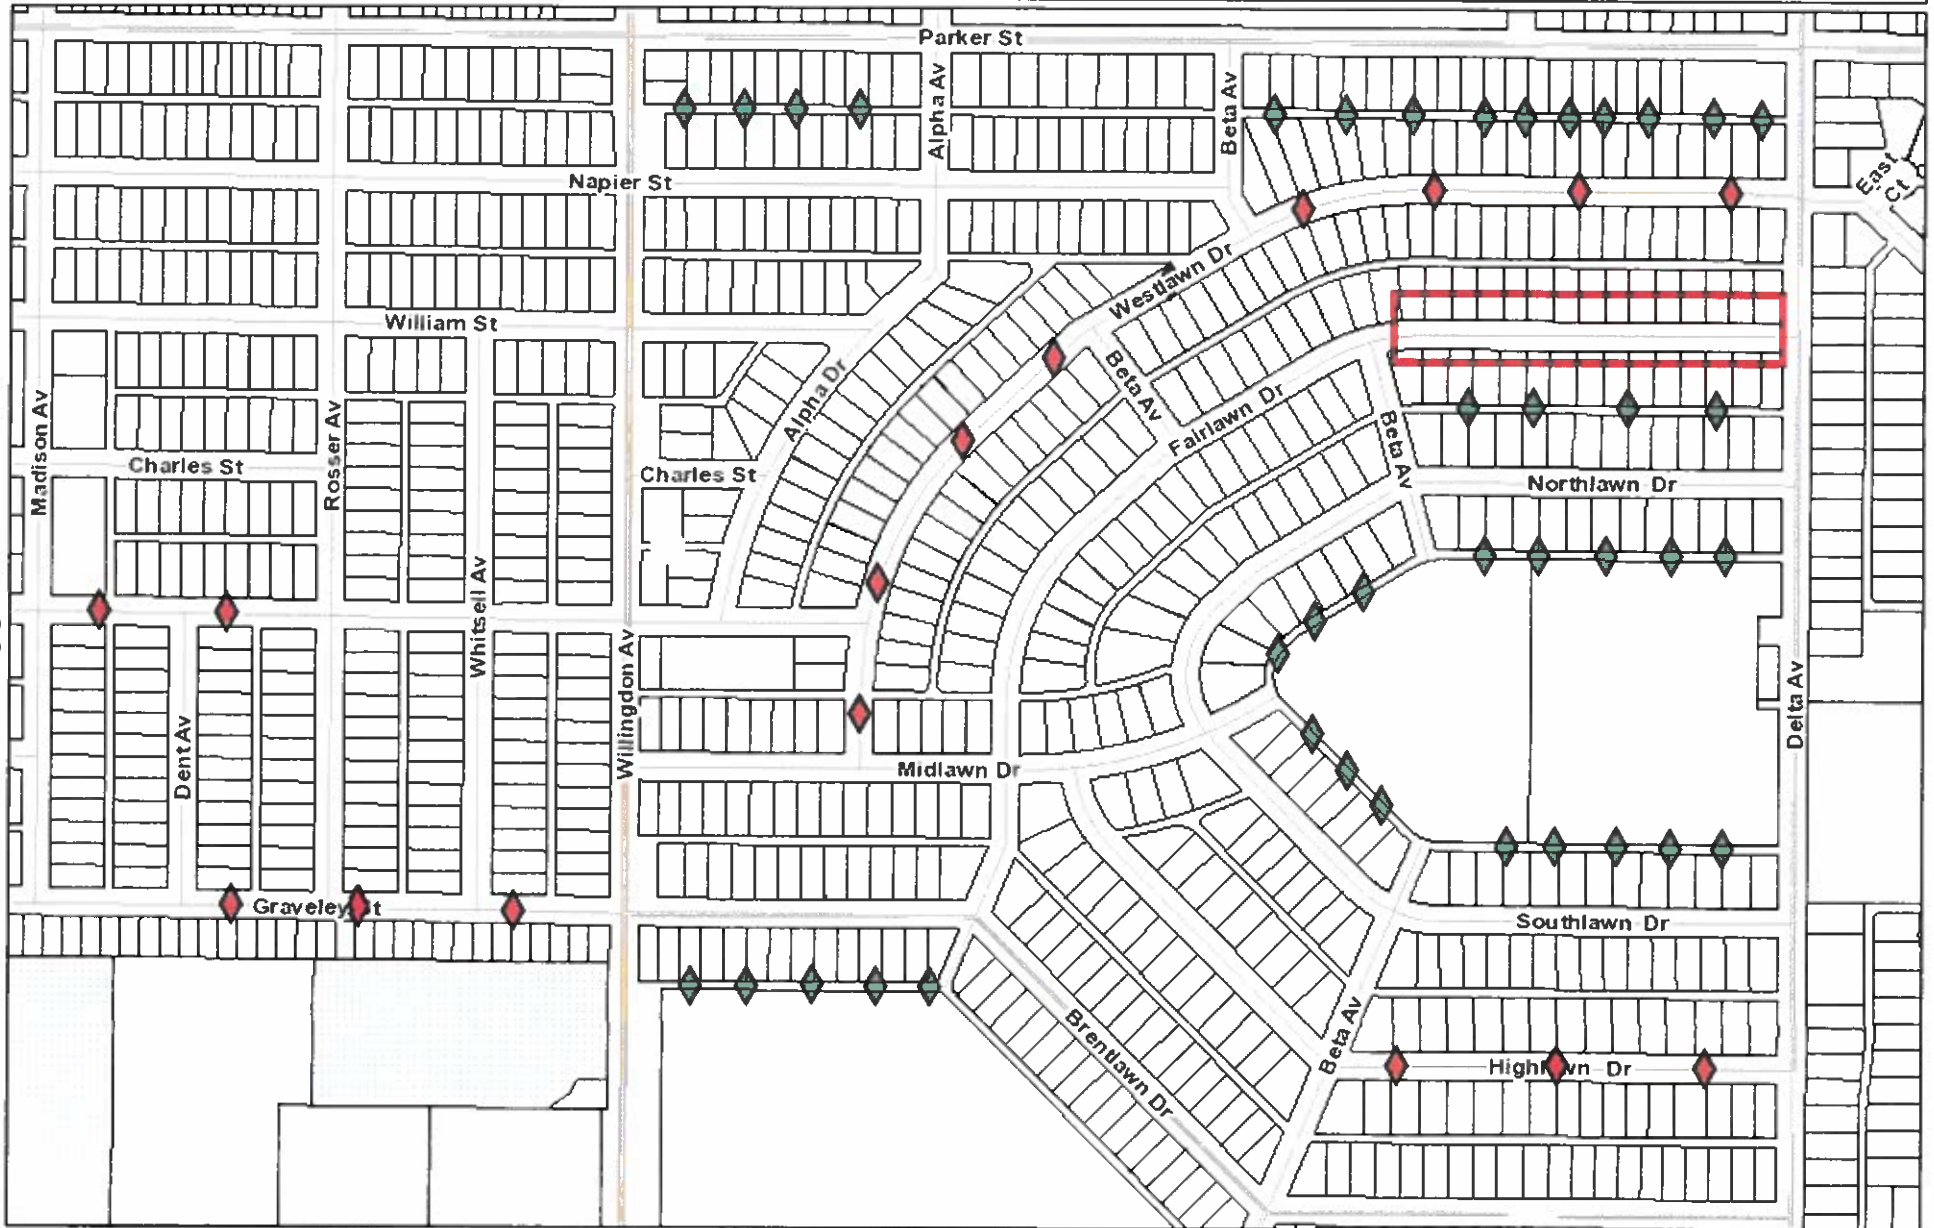 Parker St
Alpha Av
Beta Av
Napier St
East
Ct
Westlawn Dr
William St
Alpha Dr
Beta Av
Fairlawn Dr
Madison Av
Rosser Av
Charles St
Charles St
Beta Av
Northlawn Dr
Whitsell Av
Willingdon Av
Delta Av
Dent Av
Midlawn Dr
Graveley St
Southlawn Dr
Brentlawn Dr
Beta Av
Highlawn Dr